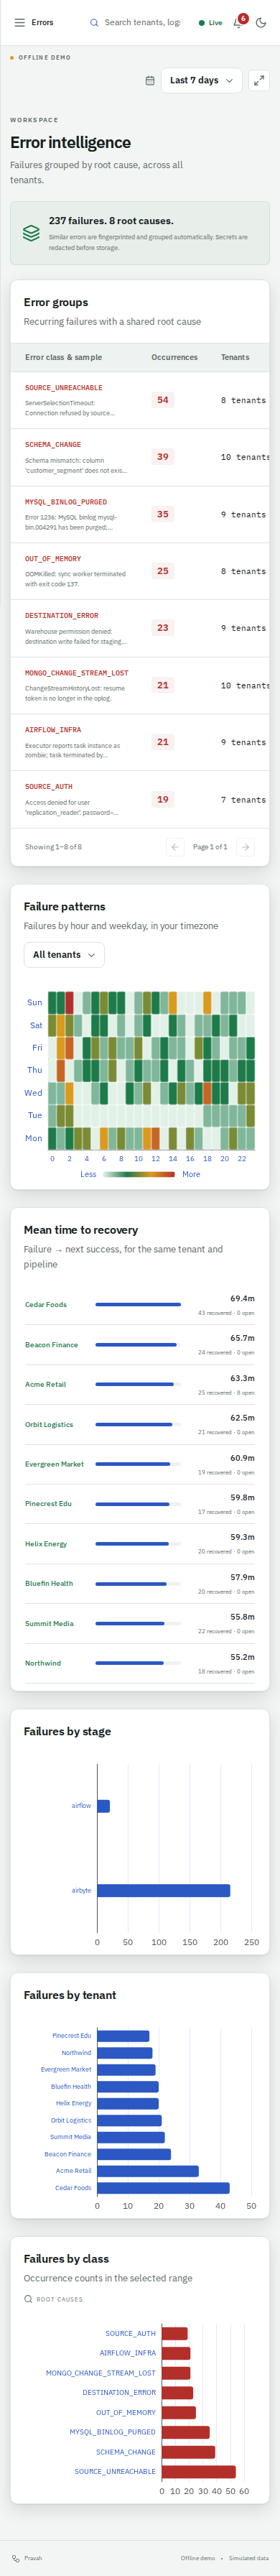 Errors
Search tenants, log
Live
6
OFFLINE DEMO
Last 7 days
WORKSPACE
Error intelligence
Failures grouped by root cause, across all
tenants.
237 failures. 8 root causes.
Similar errors are fingerprinted and grouped automatically. Secrets are
redacted before storage.
Error groups
Recurring failures with a shared root cause
Error class & sample Occurrences Tenants
SOURCE_UNREACHABLE
ServerSelectionTimeout:
Connection refused by source...
54 8 tenants
SCHEMA_CHANGE
Schema mismatch: column
'customer_segment' does not exis...
39 10 tenants
MYSQL_BINLOG_PURGED
Error 1236: MySQL binlog mysql-
bin.004291 has been purged;...
35 9 tenants
OUT_OF_MEMORY
OOMKilled: sync worker terminated
with exit code 137.
25 8 tenants
DESTINATION_ERROR
Warehouse permission denied:
destination write failed for staging...
23 9 tenants
MONGO_CHANGE_STREAM_LOST
ChangeStreamHistoryLost: resume
token is no longer in the oplog.
21 10 tenants
AIRFLOW_INFRA
Executor reports task instance as
zombie; task terminated by...
21 9 tenants
SOURCE_AUTH
Access denied for user
'replication_reader'. password=...
19 7 tenants
Showing 1–8 of 8 Page 1 of 1
Failure patterns
Failures by hour and weekday, in your timezone
All tenants
Sun
Sat
Fri
Thu
Wed
Tue
Mon
0 2 4 6 8 10 12 14 16 18 20 22
Less More
Mean time to recovery
Failure → next success, for the same tenant and
pipeline
Cedar Foods 69.4m
43 recovered · 0 open
Beacon Finance 65.7m
24 recovered · 0 open
Acme Retail 63.3m
25 recovered · 8 open
Orbit Logistics 62.5m
21 recovered · 0 open
Evergreen Market 60.9m
19 recovered · 0 open
Pinecrest Edu 59.8m
17 recovered · 0 open
Helix Energy 59.3m
20 recovered · 0 open
Bluefin Health 57.9m
20 recovered · 0 open
Summit Media 55.8m
22 recovered · 0 open
Northwind 55.2m
18 recovered · 0 open
Failures by stage
airflow
airbyte
0 50 100 150 200 250
Failures by tenant
Pinecrest Edu
Northwind
Evergreen Market
Bluefin Health
Helix Energy
Orbit Logistics
Summit Media
Beacon Finance
Acme Retail
Cedar Foods
0 10 20 30 40 50
Failures by class
Occurrence counts in the selected range
ROOT CAUSES
SOURCE_AUTH
AIRFLOW_INFRA
MONGO_CHANGE_STREAM_LOST
DESTINATION_ERROR
OUT_OF_MEMORY
MYSQL_BINLOG_PURGED
SCHEMA_CHANGE
SOURCE_UNREACHABLE
0 10 20 30 40 50 60
Pravah Offline demo • Simulated data